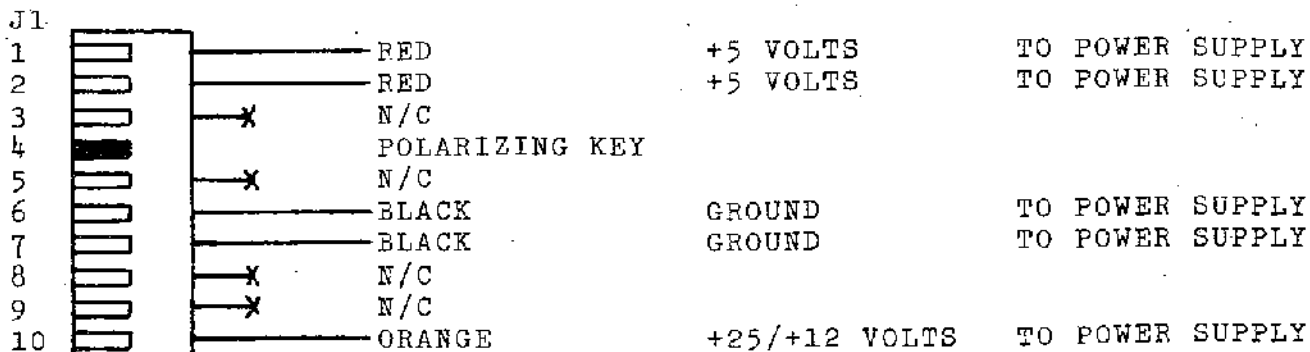 J1
1 RED +5 VOLTS TO POWER SUPPLY
2 RED +5 VOLTS TO POWER SUPPLY
3 N/C
4 POLARIZING KEY
5 N/C
6 BLACK GROUND TO POWER SUPPLY
7 BLACK GROUND TO POWER SUPPLY
8 N/C
9 N/C
10 ORANGE +25/+12 VOLTS TO POWER SUPPLY